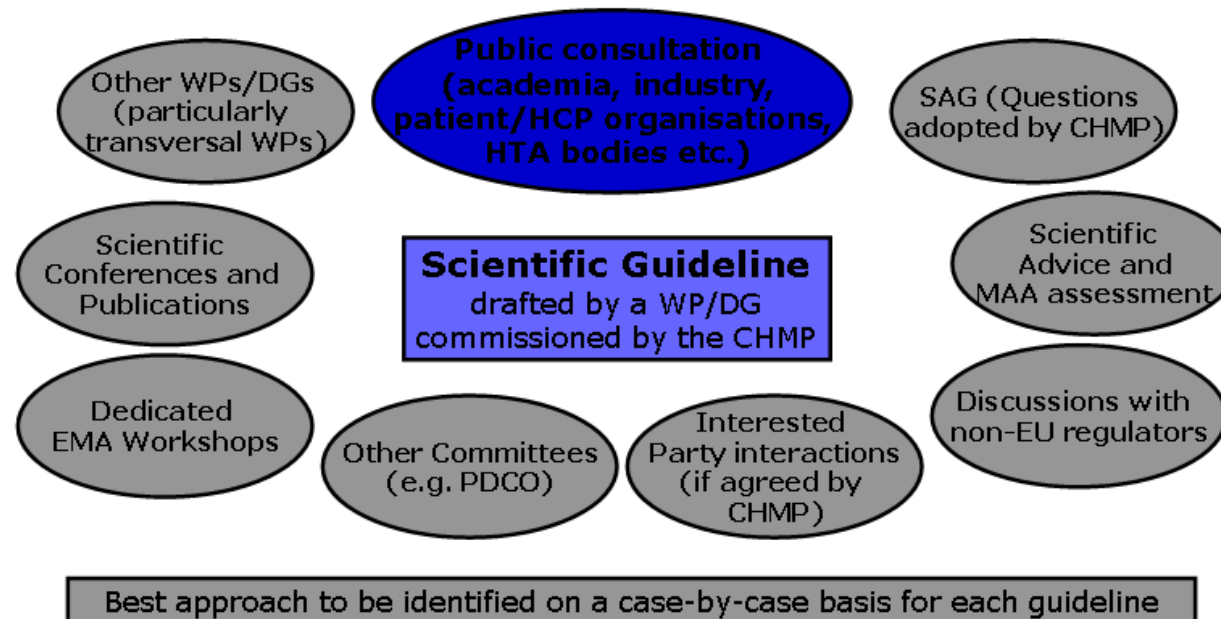 Public consultation
(academia, industry,
patient/HCP organisations,
HTA bodies etc.)
Other WPs/DGs
(particularly
transversal WPs)
SAG (Questions
adopted by CHMP)
Scientific
Conferences and
Publications
Scientific Guideline
drafted by a WP/DG
commissioned by the CHMP
Scientific
Advice and
MAA assessment
Dedicated
EMA Workshops
Other Committees
(e.g. PDCO)
Interested
Party interactions
(if agreed by
CHMP)
Discussions with
non-EU regulators
Best approach to be identified on a case-by-case basis for each guideline